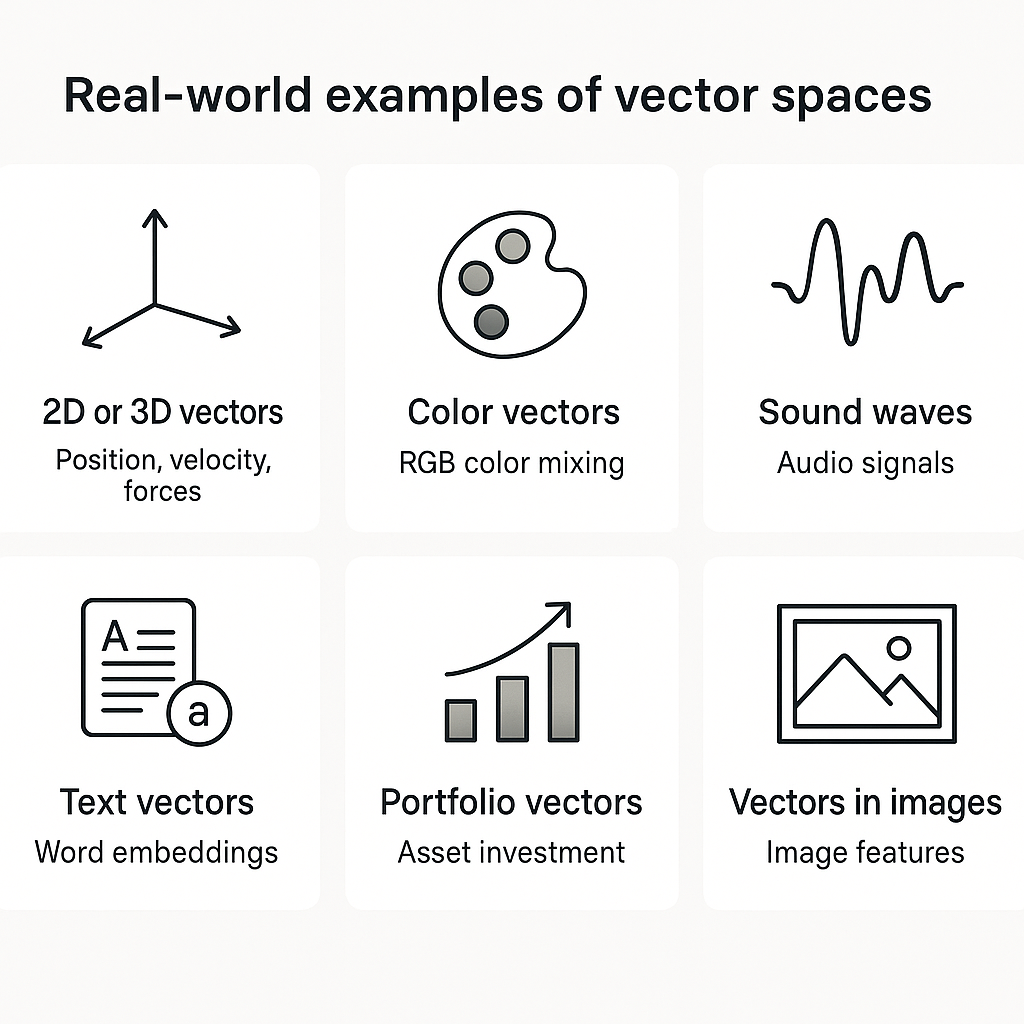 Real-world examples of vector spaces
2D or 3D vectors
Position, velocity,
forces
Color vectors
RGB color mixing
Sound waves
Audio signals
A
a
Text vectors
Word embeddings
Portfolio vectors
Asset investment
Vectors in images
Image features